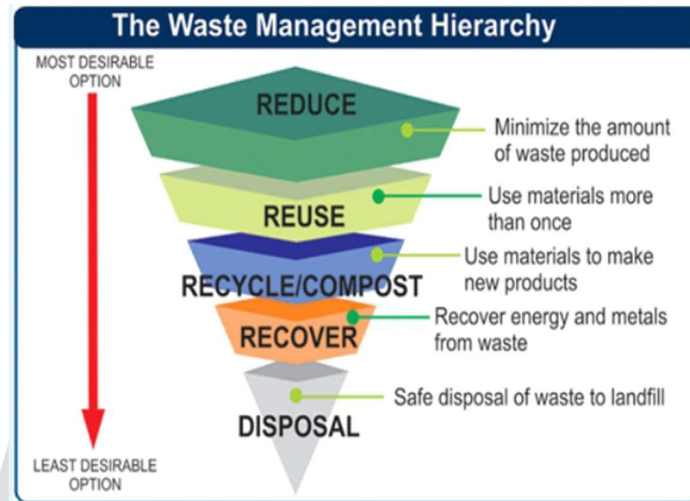 The Waste Management Hierarchy
MOST DESIRABLE
OPTION
REDUCE
Minimize the amount
of waste produced
REUSE
Use materials more
than once
RECYCLE/COMPOST
Use materials to make
new products
RECOVER
Recover energy and metals
from waste
DISPOSAL
Safe disposal of waste to landfill
LEAST DESIRABLE
OPTION